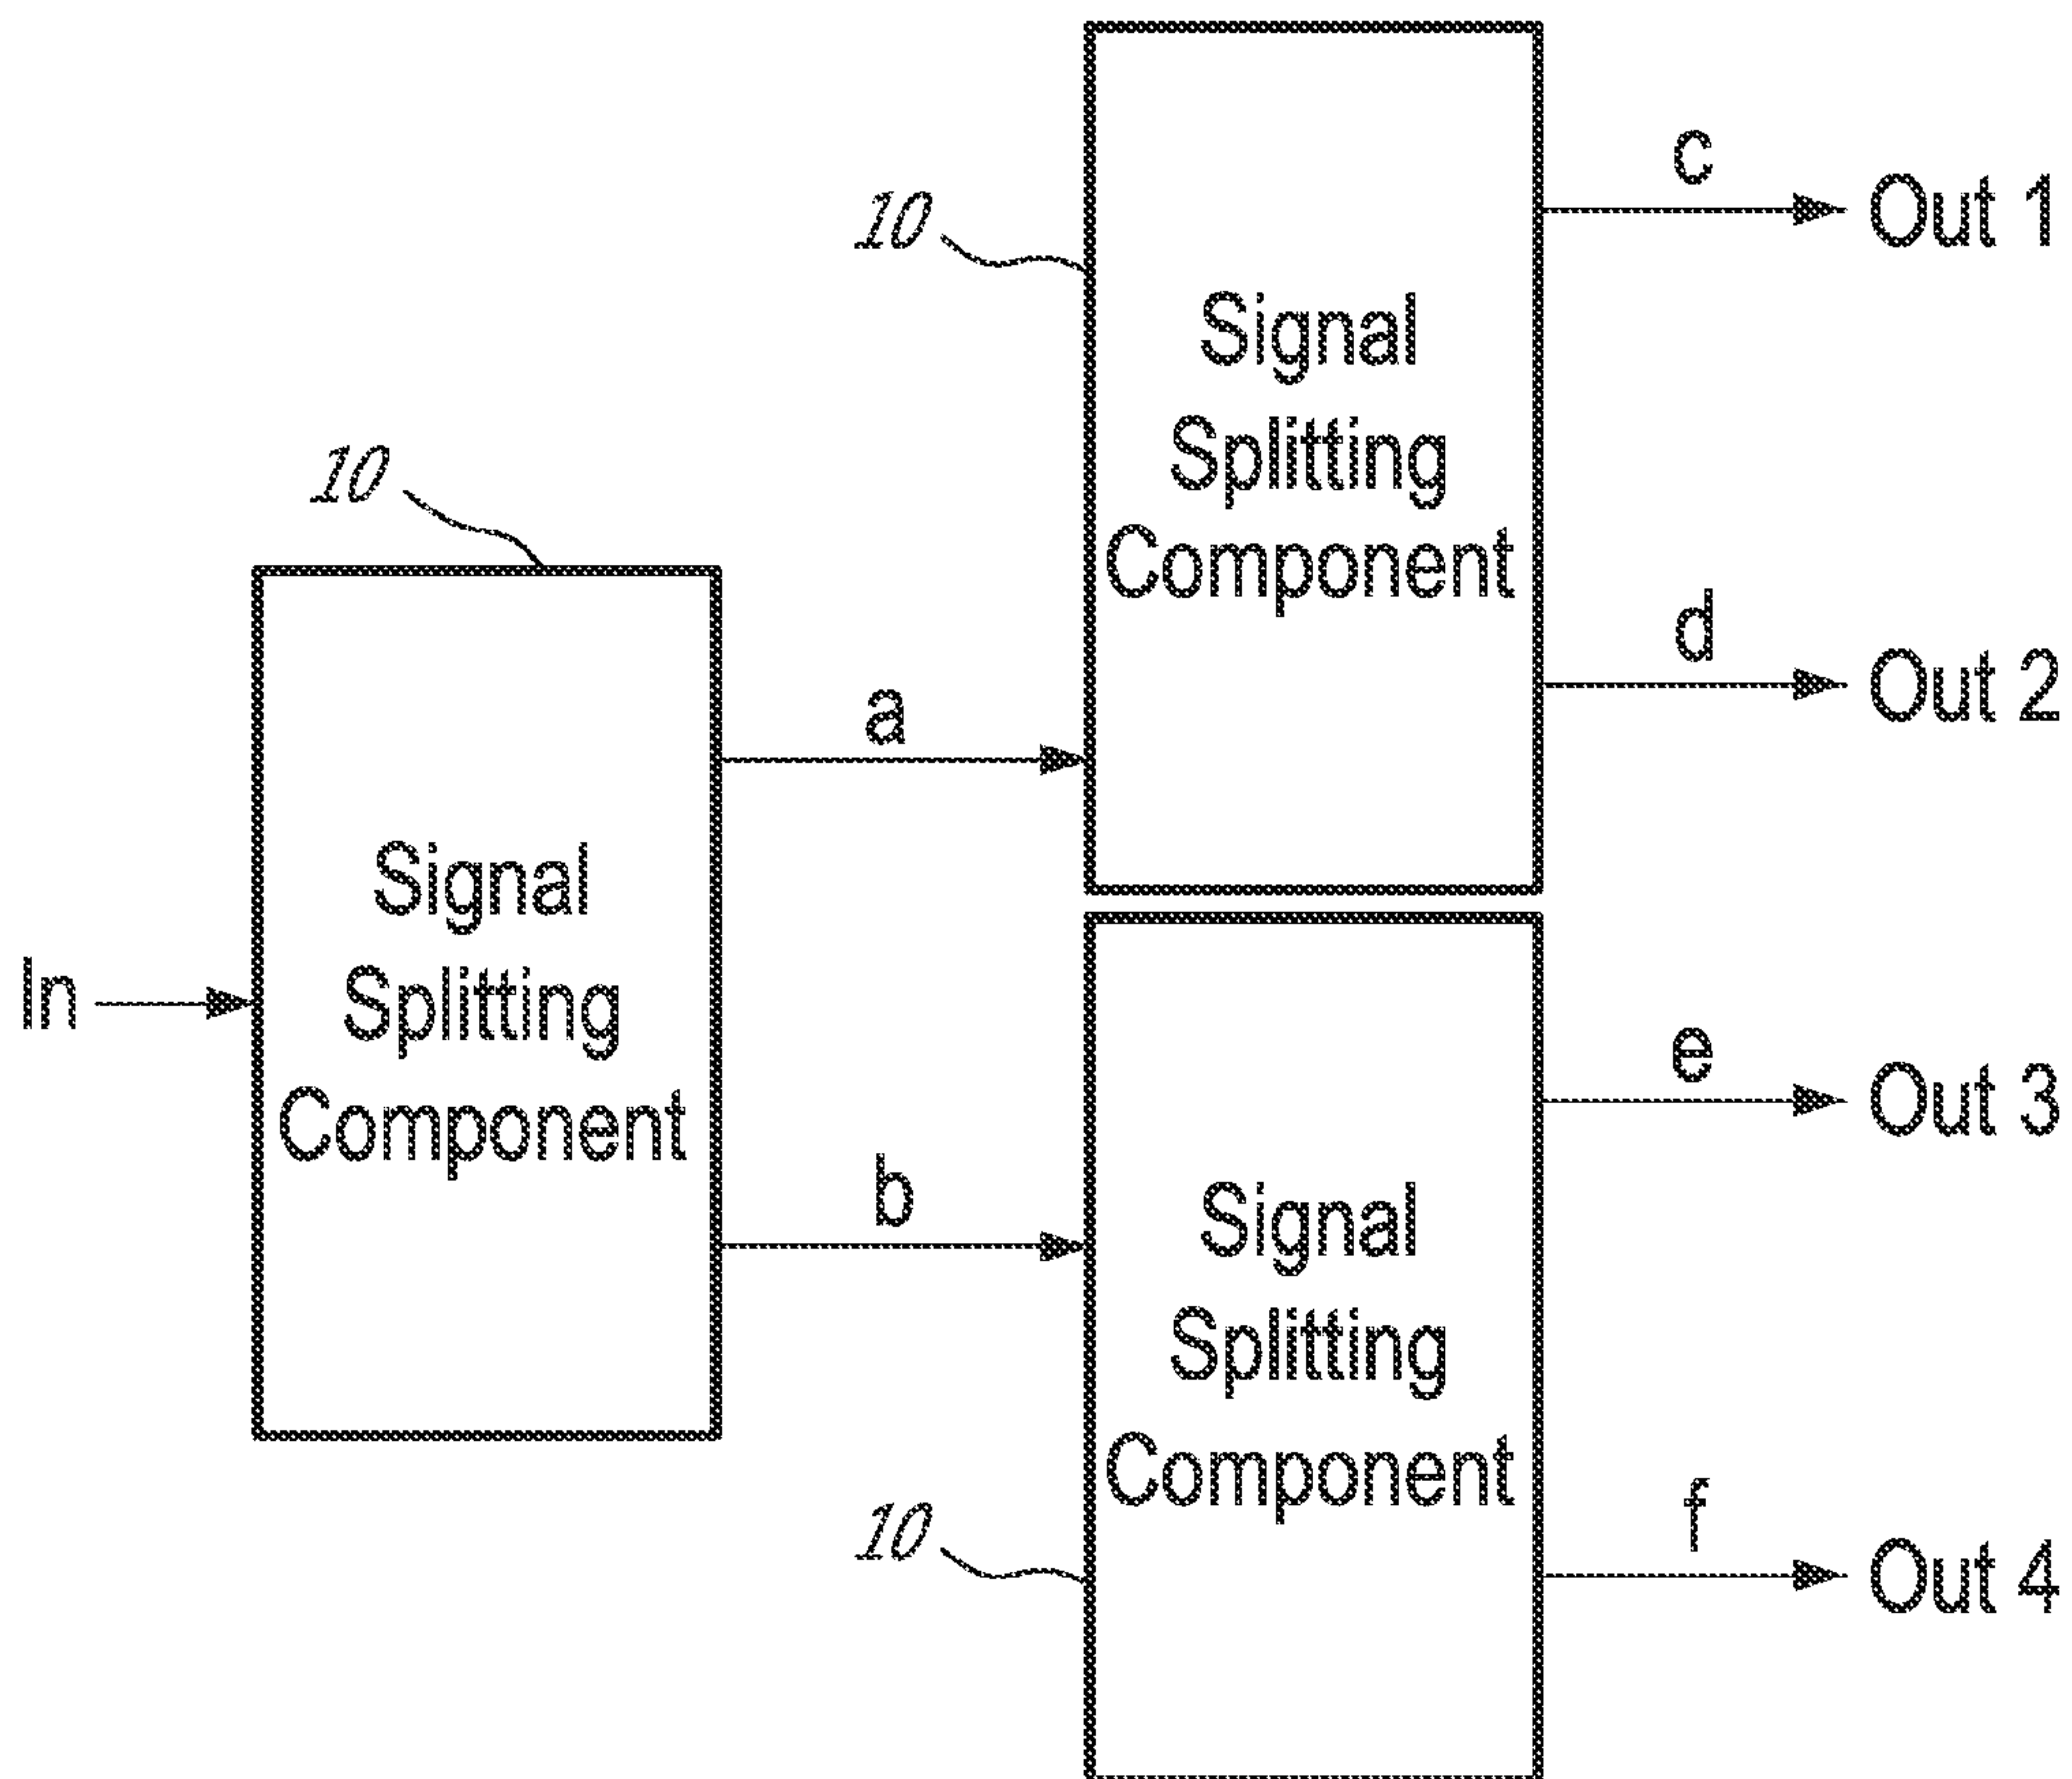 10
Signal
Splitting
Component
c
Out 1
d
Out 2
10
a
In
Signal
Splitting
Component
b
Signal
Splitting
Component
10
e
Out 3
f
Out 4